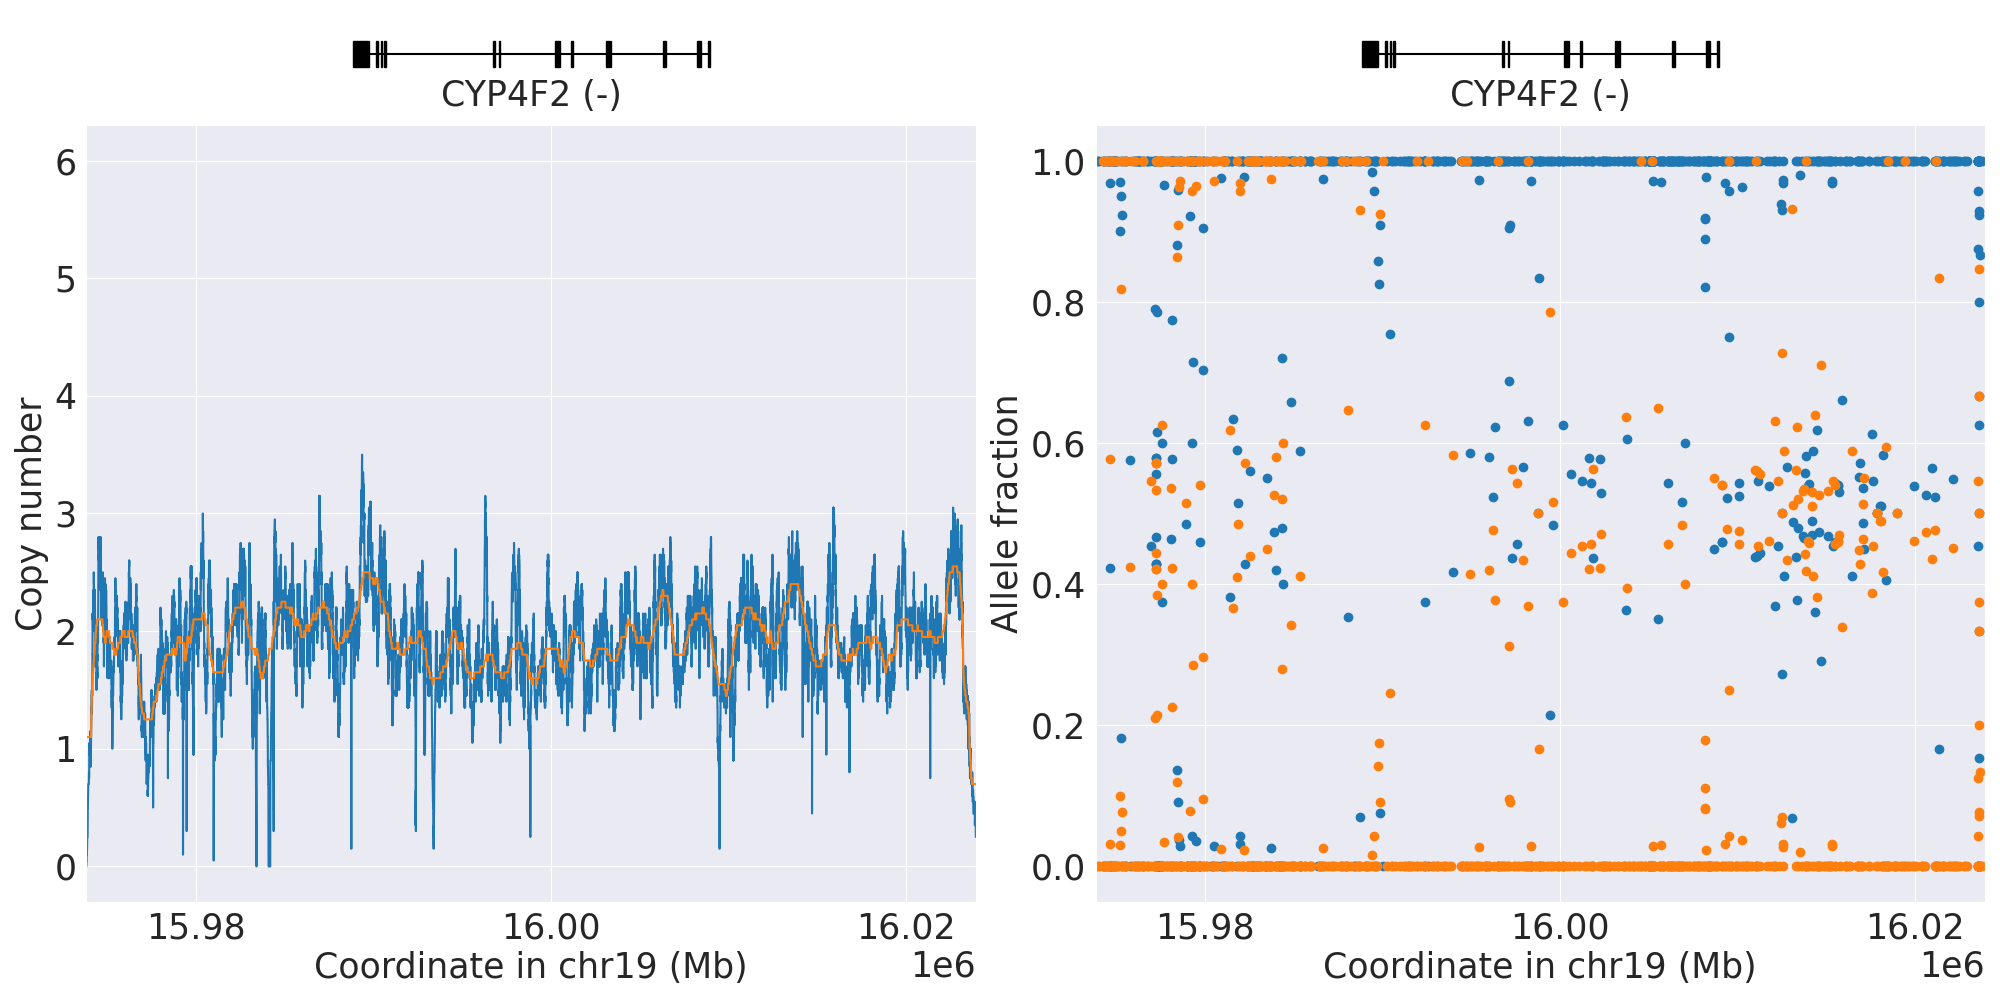 CYP4F2 (-)
Copy number
6
5
4
3
2
1
0
15.98
16.00
16.02
Coordinate in chr19 (Mb)
1e6
CYP4F2 (-)
Allele fraction
1.0
0.8
0.6
0.4
0.2
0.0
15.98
16.00
16.02
Coordinate in chr19 (Mb)
1e6